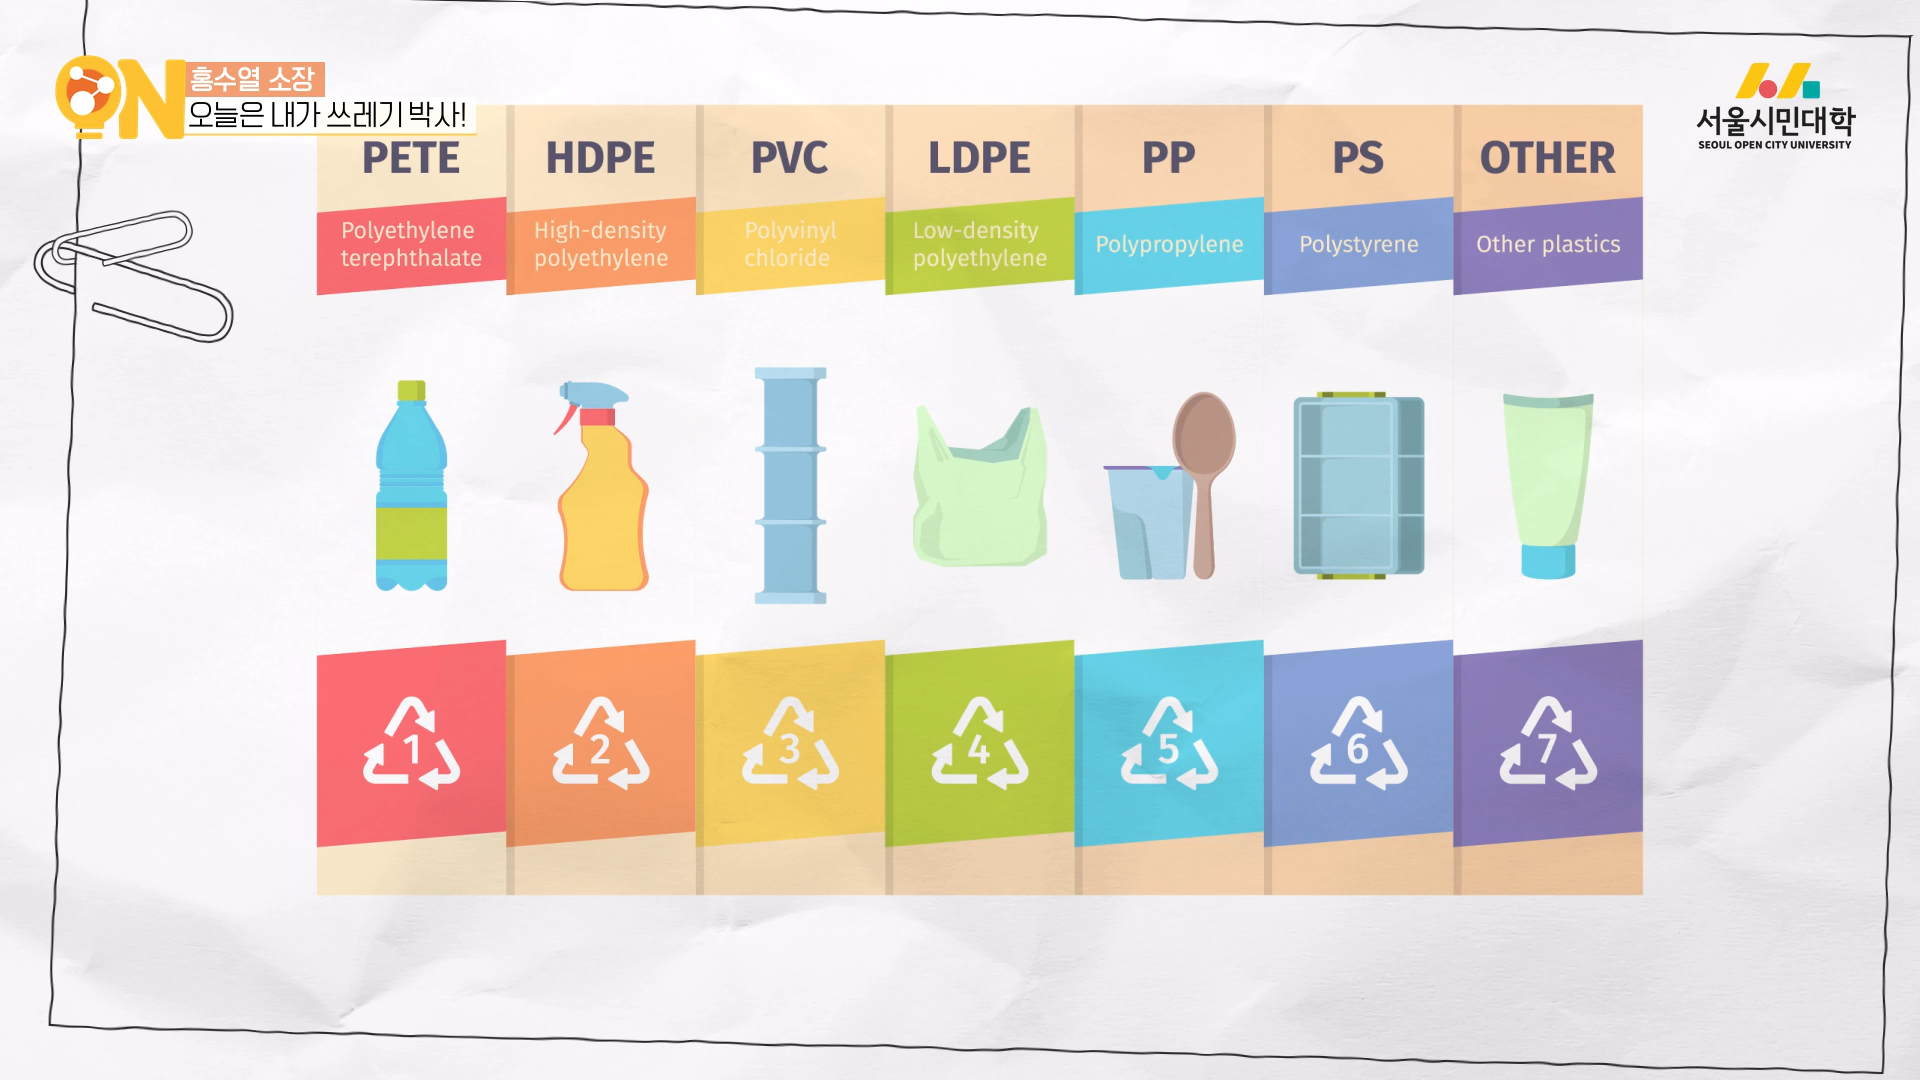 ON
홍수열 소장
오늘은 내가 쓰레기 박사!
서울시민대학
SEOUL OPEN CITY UNIVERSITY
PETE
HDPE
PVC
LDPE
PP
PS
OTHER
Polyethylene
terephthalate
High-density
polyethylene
Polyvinyl
chloride
Low-density
polyethylene
Polypropylene
Polystyrene
Other plastics
1
2
3
4
5
6
7